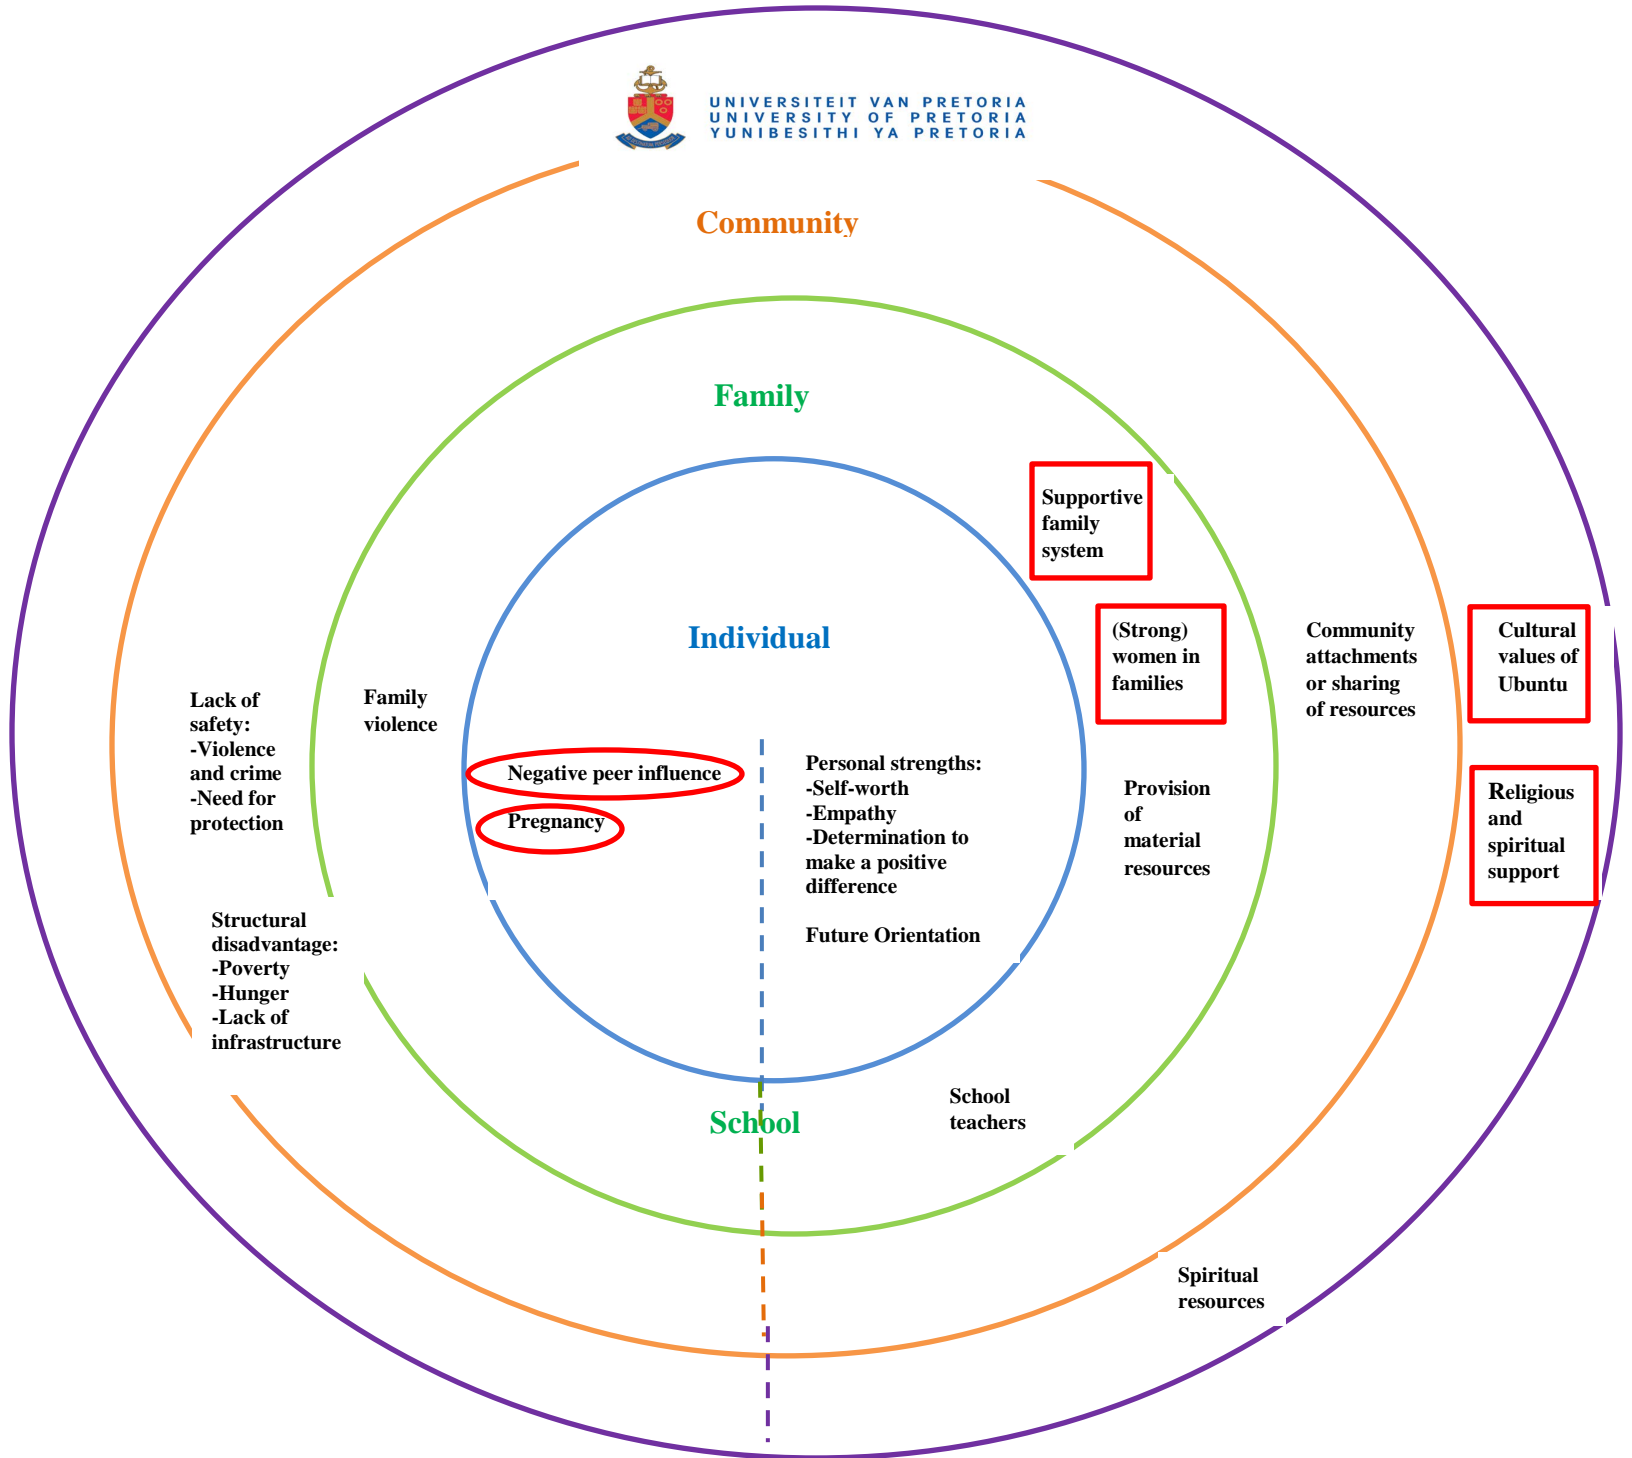 UNIVERSITEIT VAN PRETORIA
UNIVERSITY OF PRETORIA
YUNIBESITHI YA PRETORIA
Community
Family
Supportive
family
system
Individual
(Strong)
women in
families
Community
attachments
or sharing
of resources
Cultural
values of
Ubuntu
Lack of
safety:
-Violence
and crime
-Need for
protection
Family
violence
Negative peer influence
Pregnancy
Personal strengths:
-Self-worth
-Empathy
-Determination to
make a positive
difference
Future Orientation
Provision
of
material
resources
Religious
and
spiritual
support
Structural
disadvantage:
-Poverty
-Hunger
-Lack of
infrastructure
School
School
teachers
Spiritual
resources